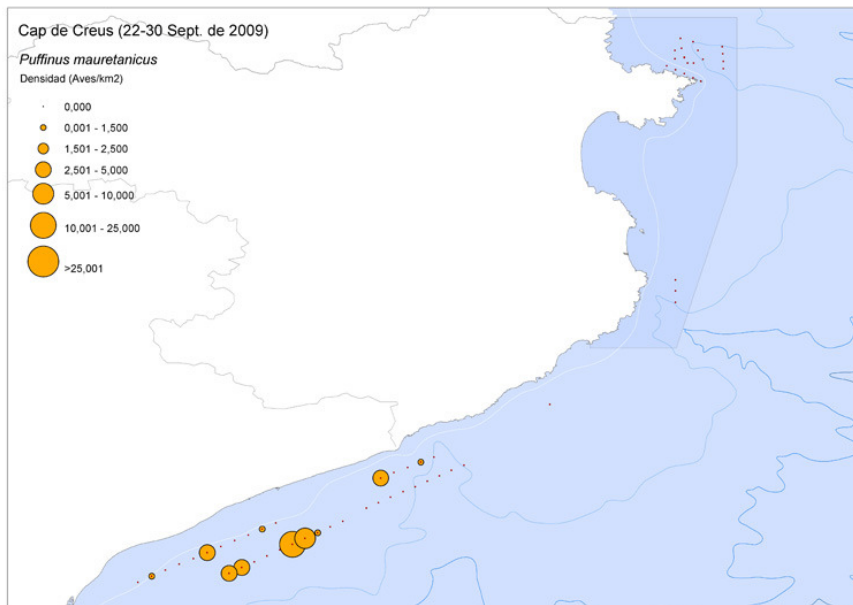 Cap de Creus (22-30 Sept. de 2009)
Puffinus mauretanicus
Densidad (Aves/km2)
0,000
0,001 - 1,500
1,501 - 2,500
2,501 - 5,000
5,001 - 10,000
10,001 - 25,000
>25,001